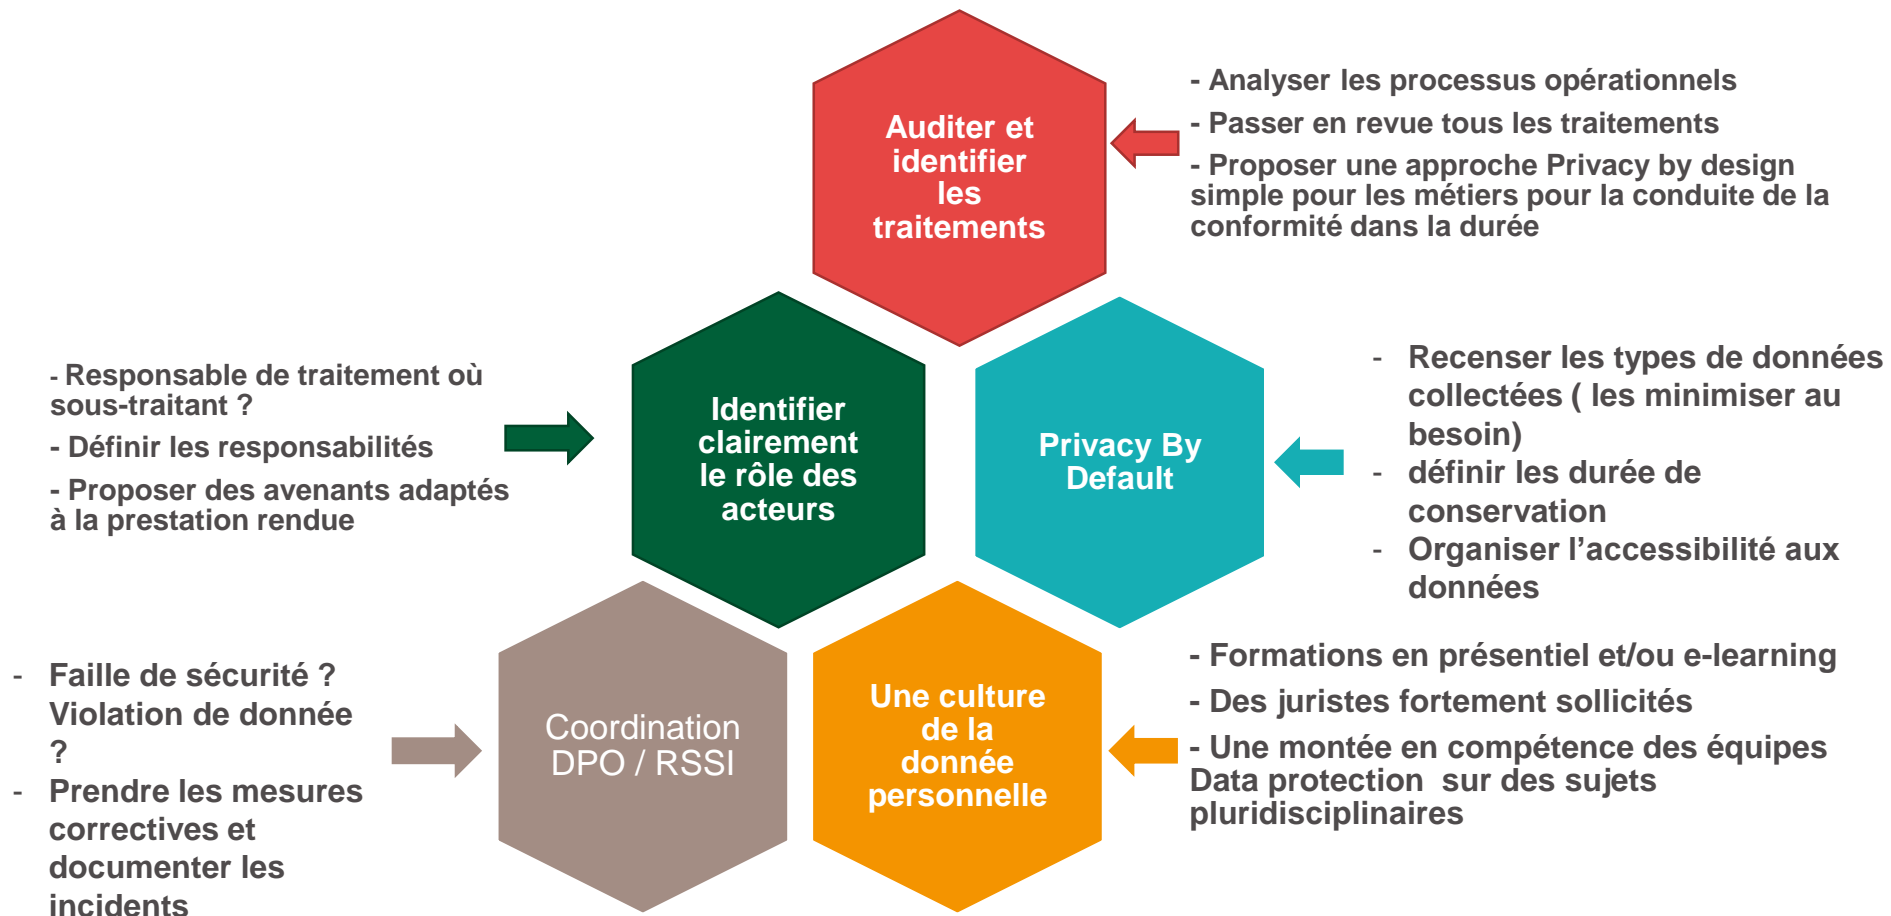 Auditer et
identifier
les
traitements
- Analyser les processus opérationnels
- Passer en revue tous les traitements
- Proposer une approche Privacy by design
simple pour les métiers pour la conduite de la
conformité dans la durée
- Responsable de traitement où
sous-traitant ?
- Définir les responsabilités
- Proposer des avenants adaptés
à la prestation rendue
Identifier
clairement
le rôle des
acteurs
Privacy By
Default
- Recenser les types de données
collectées ( les minimiser au
besoin)
- définir les durée de
conservation
- Organiser l’accessibilité aux
données
- Faille de sécurité ?
Violation de donnée
?
- Prendre les mesures
correctives et
documenter les
incidents
Coordination
DPO / RSSI
Une culture
de la
donnée
personnelle
- Formations en présentiel et/ou e-learning
- Des juristes fortement sollicités
- Une montée en compétence des équipes
Data protection  sur des sujets
pluridisciplinaires